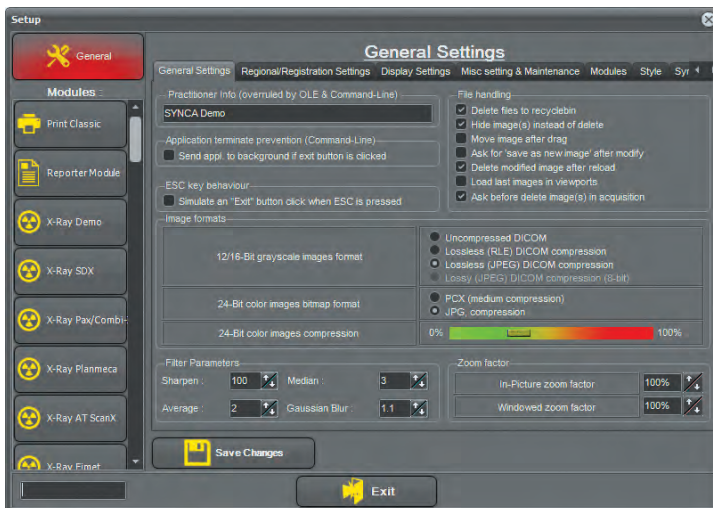 Setup
General
Modules :
Print Classic
Reporter Module
X-Ray Demo
X-Ray SDX
X-Ray Pax/Combi-
X-Ray Planmeca
X-Ray AT ScanX
X-Ray Fimet
General Settings
General Settings Regional/Registration Settings Display Settings Misc setting & Maintenance Modules Style Syr
Practitioner Info (overruled by OLE & Command-Line)
SYNCA Demo
Application terminate prevention (Command-Line)
Send appl. to background if exit button is clicked
ESC key behaviour
Simulate an "Exit" button click when ESC is pressed
File handling
Delete files to recyclebin
Hide image(s) instead of delete
Move image after drag
Ask for 'save as new image' after modify
Delete modified image after reload
Load last images in viewports
Ask before delete image(s) in acquisition
Image formats
12/16-Bit grayscale images format
Uncompressed DICOM
Lossless (RLE) DICOM compression
Lossless (JPEG) DICOM compression
Lossy (JPEG) DICOM compression (8-bit)
24-Bit color images bitmap format
PCX (medium compression)
JPG, compression
24-Bit color images compression
0% 100%
Filter Parameters
Sharpen : 100 Median : 3
Average : 2 Gaussian Blur : 1.1
Zoom factor
In-Picture zoom factor 100%
Windowed zoom factor 100%
Save Changes
Exit